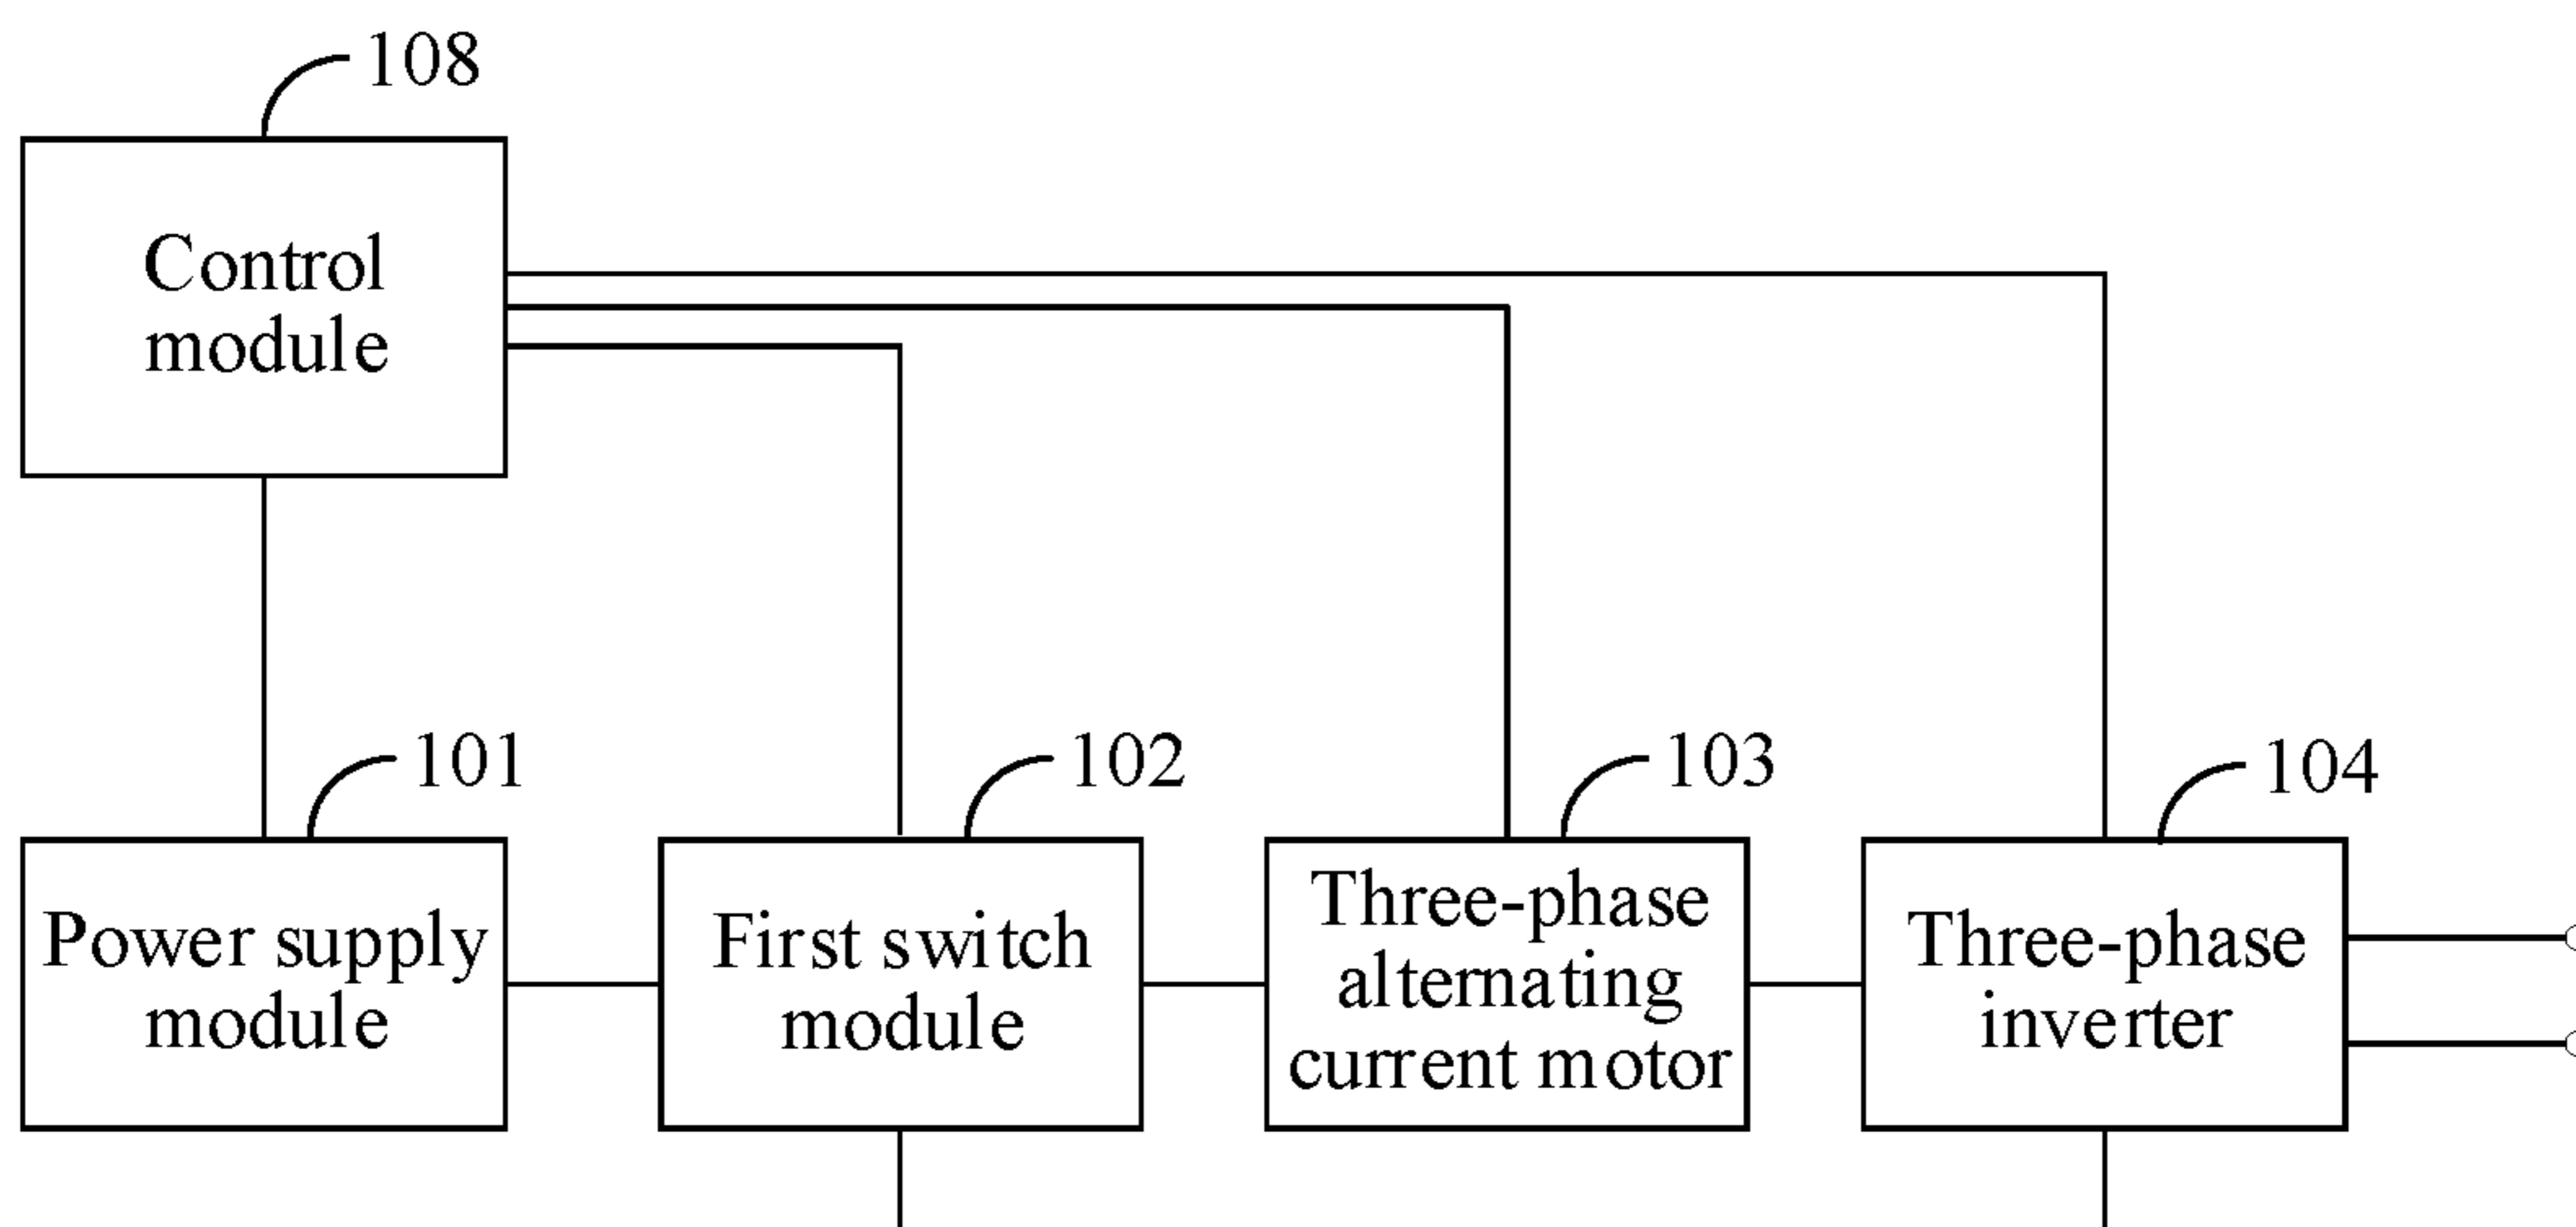 108
Control
module
101
102
103
104
Power supply
module
First switch
module
Three-phase
alternating
current motor
Three-phase
inverter